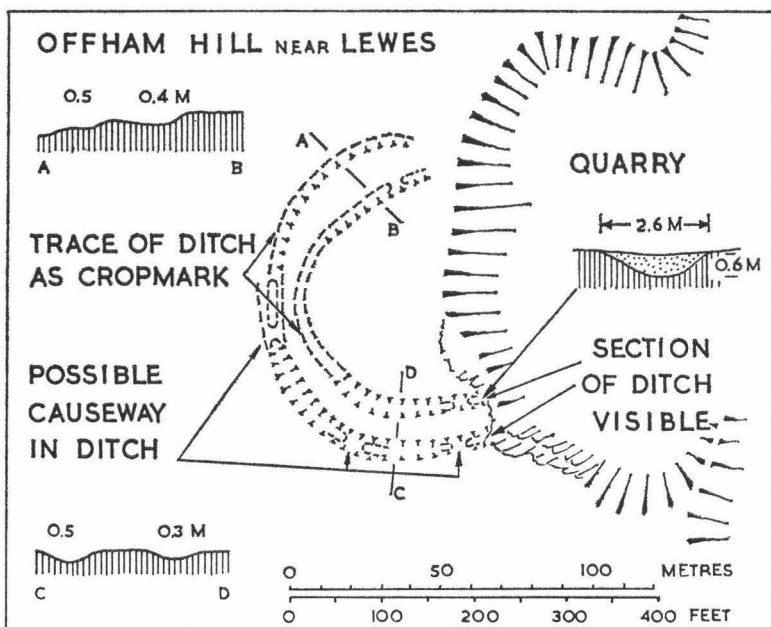 OFFHAM HILL NEAR LEWES
0.5 0.4 M
A B
A
B
QUARRY
2.6 M
0.6 M
TRACE OF DITCH
AS CROPMARK
POSSIBLE
CAUSEWAY
IN DITCH
D
C
SECTION
OF DITCH
VISIBLE
0.5 0.3 M
C D
0 50 100 METRES
0 100 200 300 400 FEET